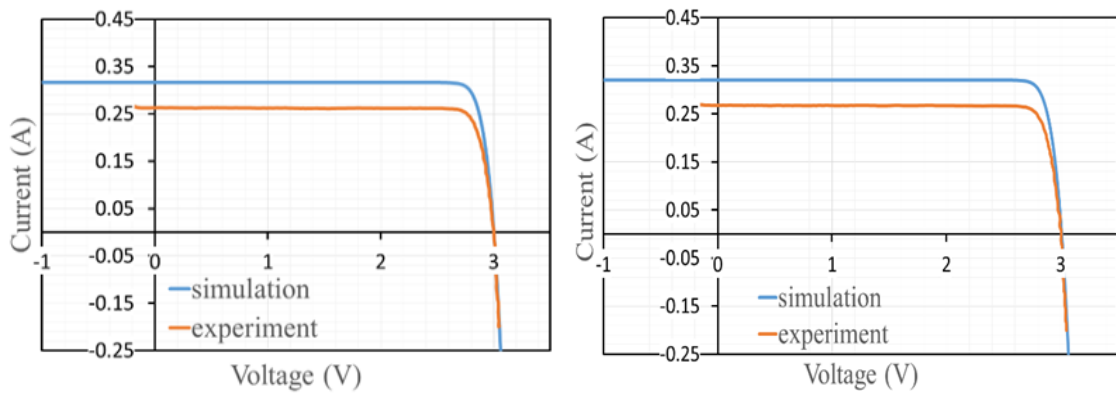 0.45
0.35
0.25
0.15
0.05
-0.05
-0.15
-0.25
-1 0 1 2 3
Current (A)
Voltage (V)
simulation
experiment
0.45
0.35
0.25
0.15
0.05
-0.05
-0.15
-0.25
-1 0 1 2 3
Current (A)
Voltage (V)
simulation
experiment